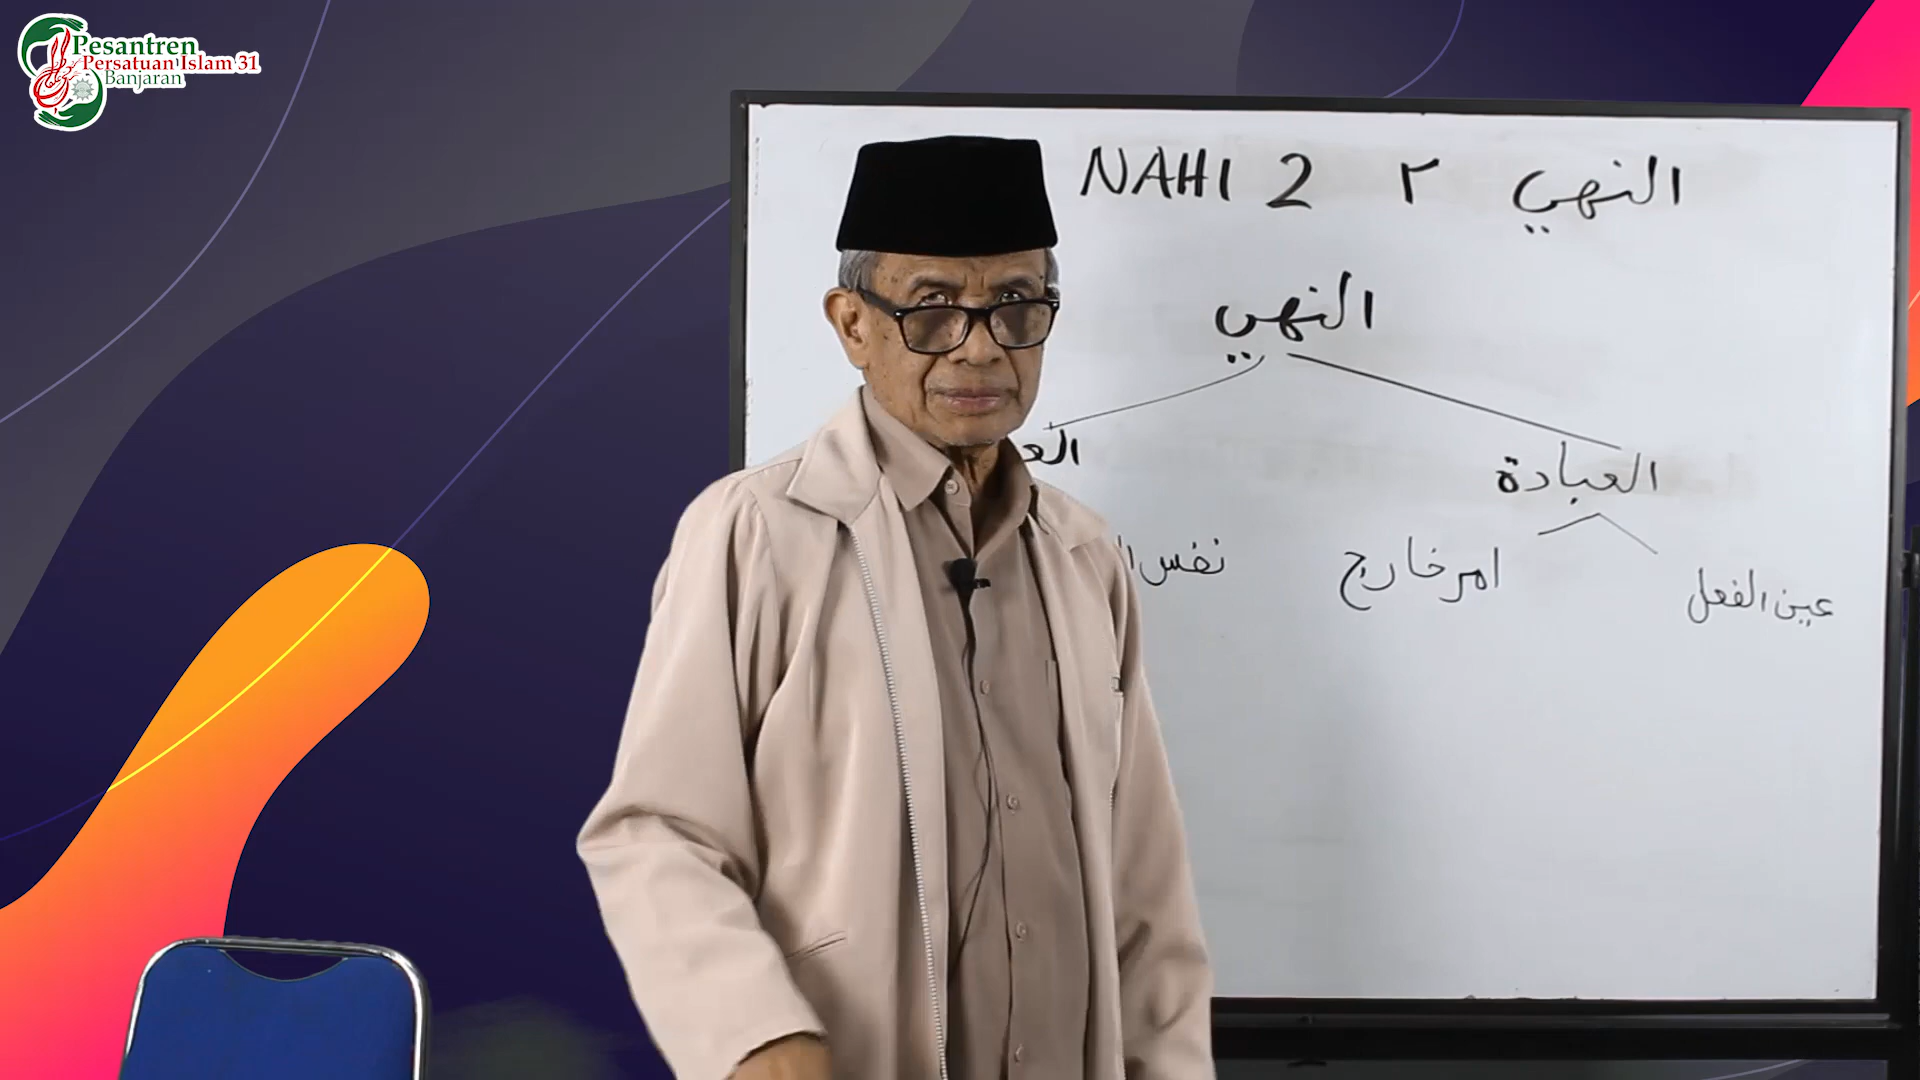 Pesantren
Persatuan Islam 31
Banjaran
NAHI 2 ٢ النهي
النهي
العبادة
عين الفعل
امر خارج
نفس ا